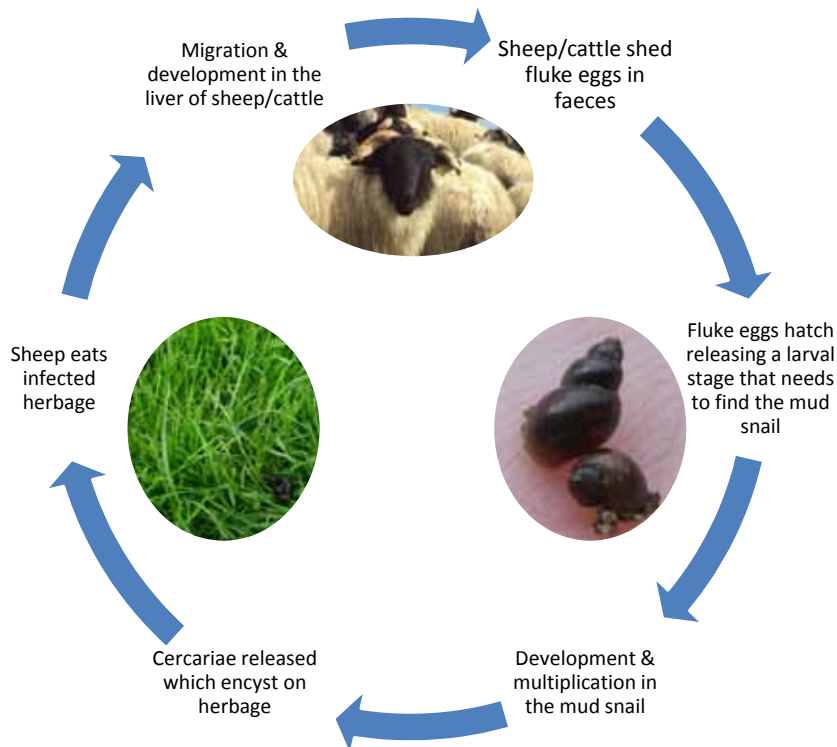 Migration &
development in the
liver of sheep/cattle
Sheep/cattle shed
fluke eggs in
faeces
Fluke eggs hatch
releasing a larval
stage that needs
to find the mud
snail
Development &
multiplication in
the mud snail
Cercariae released
which encyst on
herbage
Sheep eats
infected
herbage